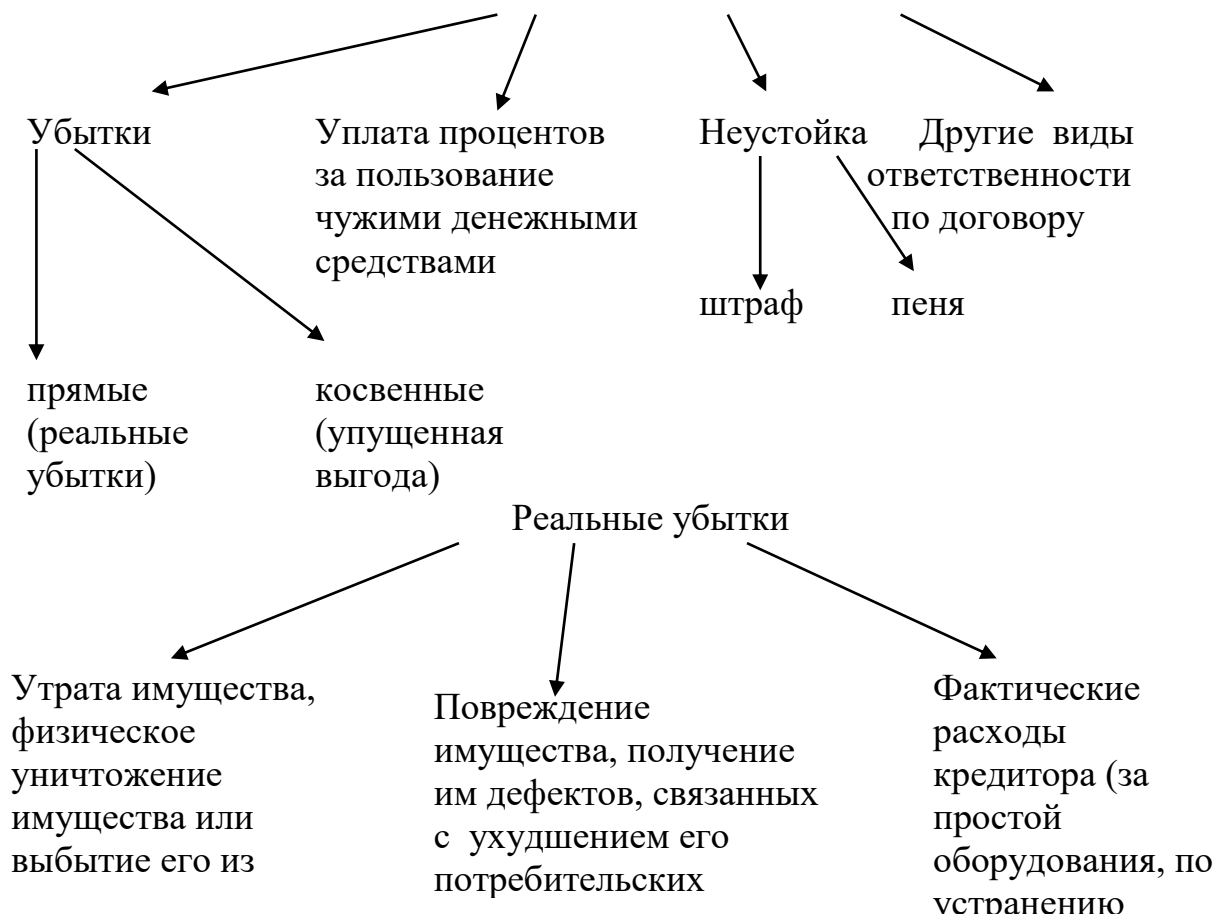 Убытки
Уплата процентов
за пользование
чужими денежными
средствами
Неустойка
Другие виды
ответственности
по договору
штраф
пеня
прямые
(реальные
убытки)
косвенные
(упущенная
выгода)
Реальные убытки
Утрата имущества,
физическое
уничтожение
имущества или
выбытие его из
Повреждение
имущества, получение
им дефектов, связанных
с ухудшением его
потребительских
Фактические
расходы
кредитора (за
простой
оборудования, по
устранению